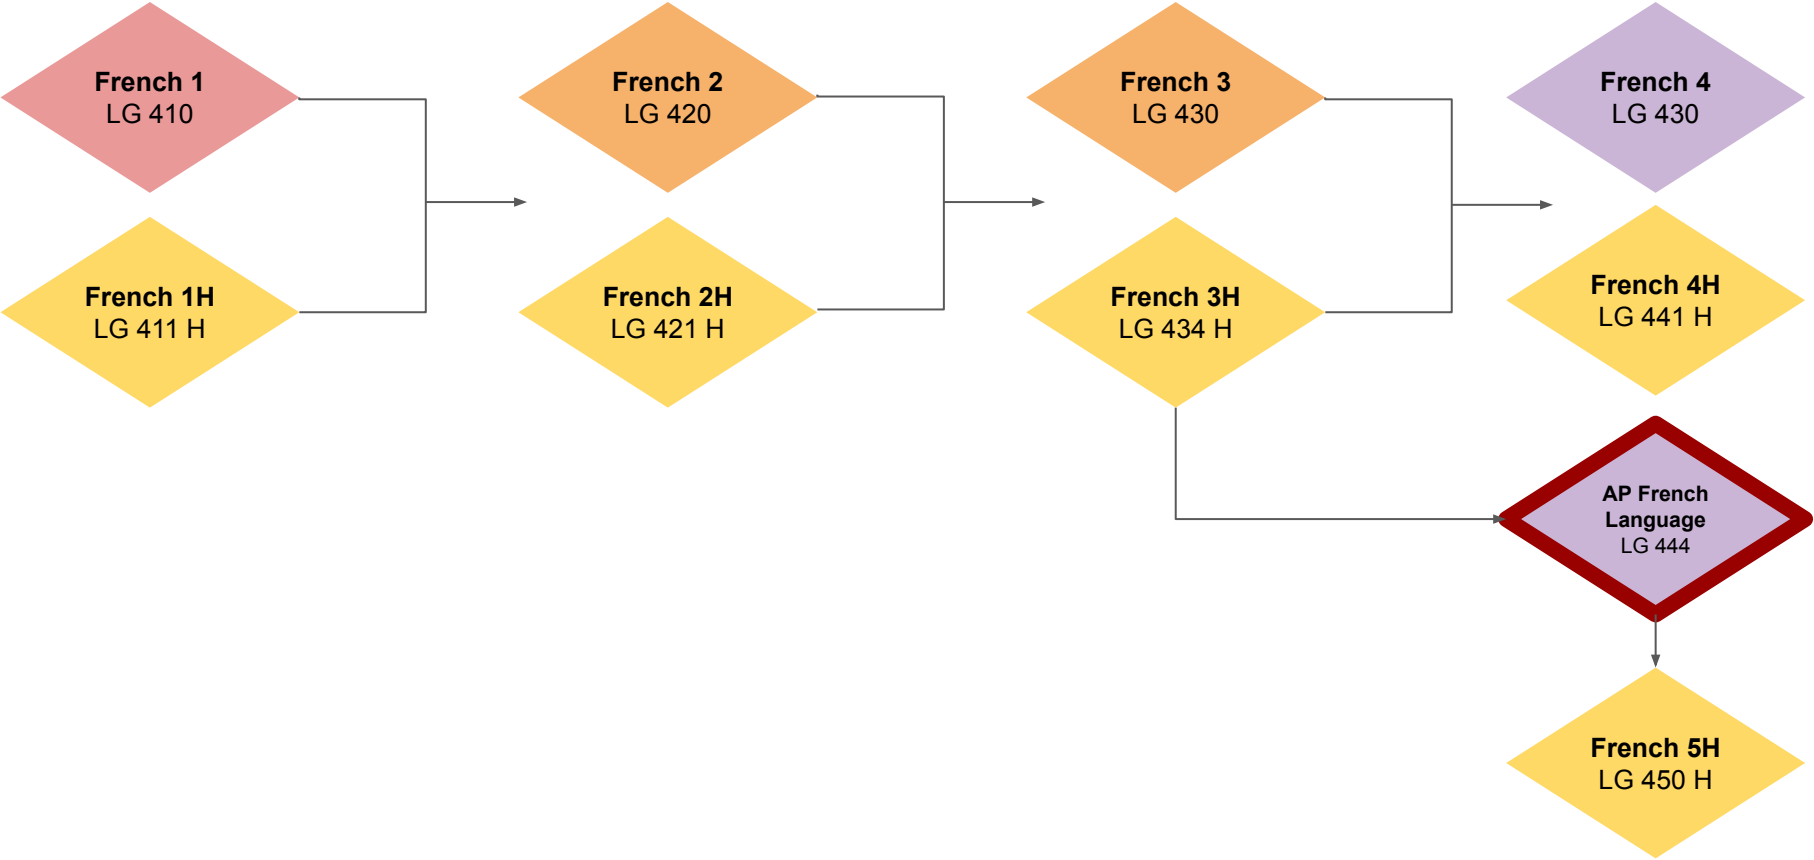 French 1
LG 410
French 2
LG 420
French 3
LG 430
French 4
LG 430
French 1H
LG 411 H
French 2H
LG 421 H
French 3H
LG 434 H
French 4H
LG 441 H
AP French
Language
LG 444
French 5H
LG 450 H